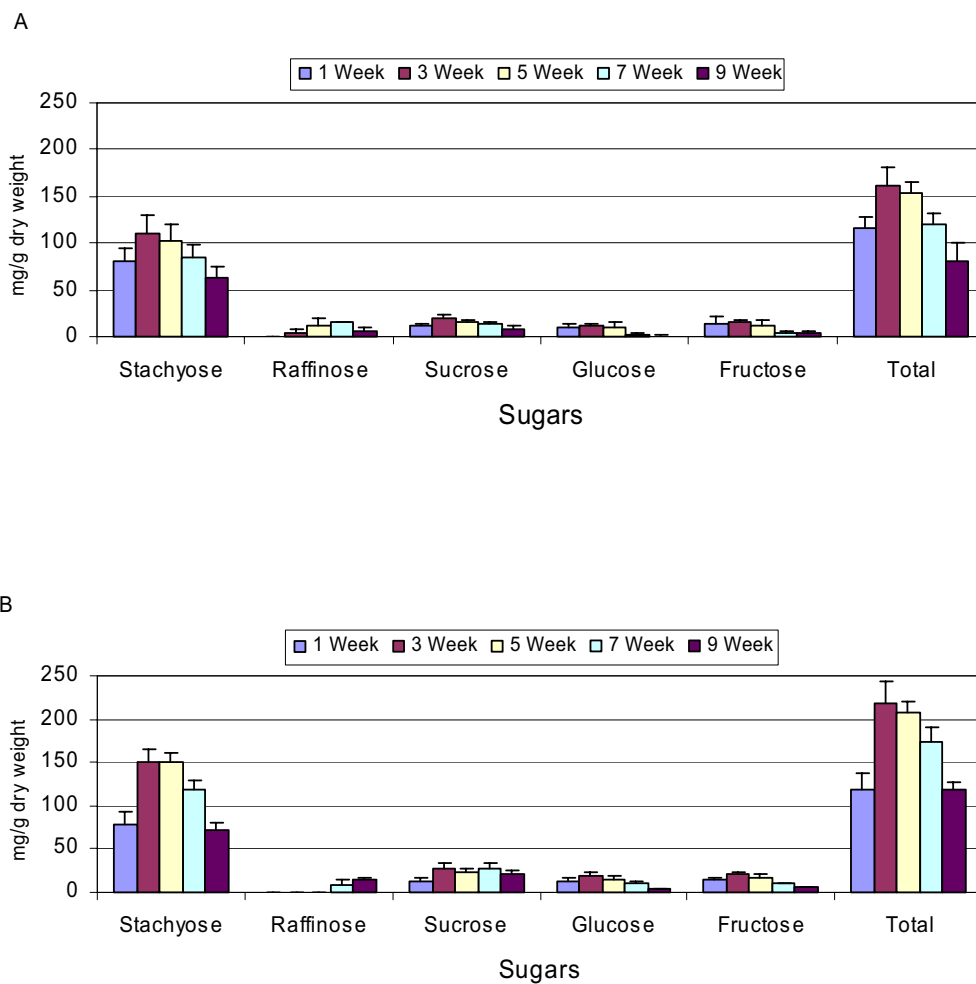 A
1 Week 3 Week 5 Week 7 Week 9 Week
250
200
150
100
50
0
mg/g dry weight
Stachyose Raffinose Sucrose Glucose Fructose Total
Sugars
B
1 Week 3 Week 5 Week 7 Week 9 Week
250
200
150
100
50
0
mg/g dry weight
Stachyose Raffinose Sucrose Glucose Fructose Total
Sugars